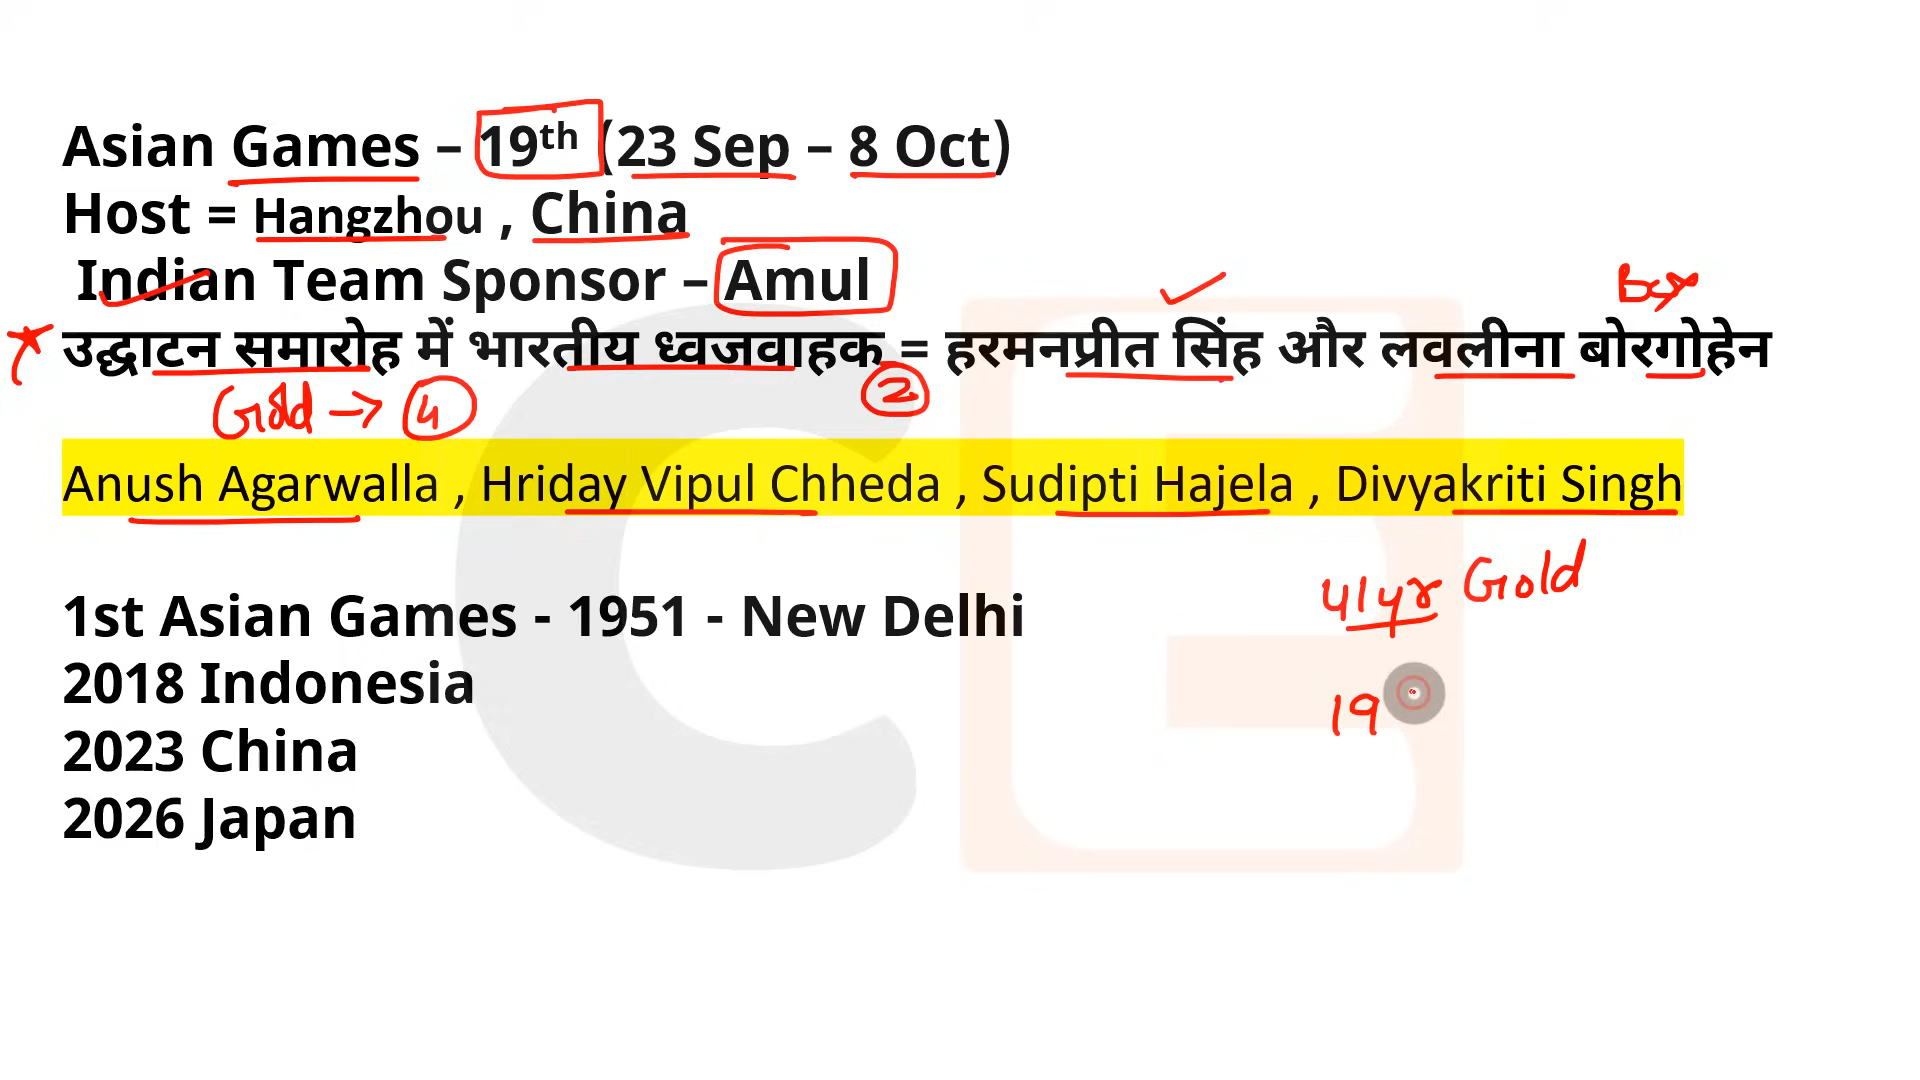 Asian Games – 19th (23 Sep – 8 Oct)
Host = Hangzhou , China
Indian Team Sponsor – Amul
Box
उद्घाटन समारोह में भारतीय ध्वजवाहक = हरमनप्रीत सिंह और लवलीना बोरगोहेन
Gold → 4
2
Anush Agarwalla , Hriday Vipul Chheda , Sudipti Hajela , Divyakriti Singh
41yr Gold
1st Asian Games - 1951 - New Delhi
2018 Indonesia
19
2023 China
2026 Japan